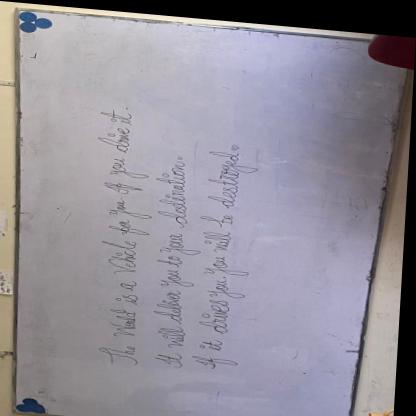 The World is a Vehicle for you. If you drive it.
It will deliver you to your destination.
If it drives you. you will be destroyed.